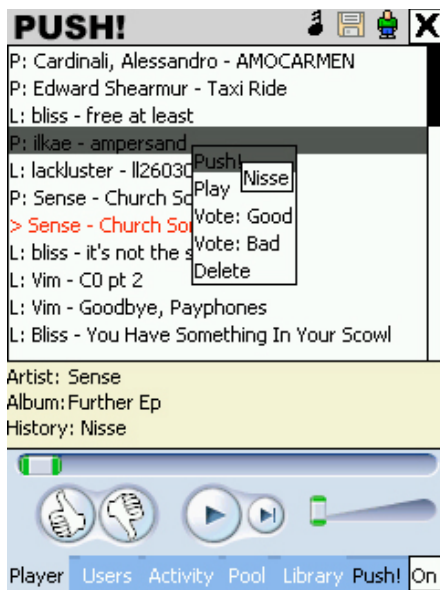 PUSH! X
P: Cardinali, Alessandro - AMOCARMEN
P: Edward Shearmur - Taxi Ride
L: bliss - free at least
P: ilkae - ampersand
Push!
L: lackluster - ll26030
Nisse
Play
P: Sense - Church So
Vote: Good
> Sense - Church So
Vote: Bad
L: bliss - it's not the s
Delete
L: Vim - C0 pt 2
L: Vim - Goodbye, Payphones
L: Bliss - You Have Something In Your Scowl
Artist: Sense
Album: Further Ep
History: Nisse
Player Users Activity Pool Library Push! On